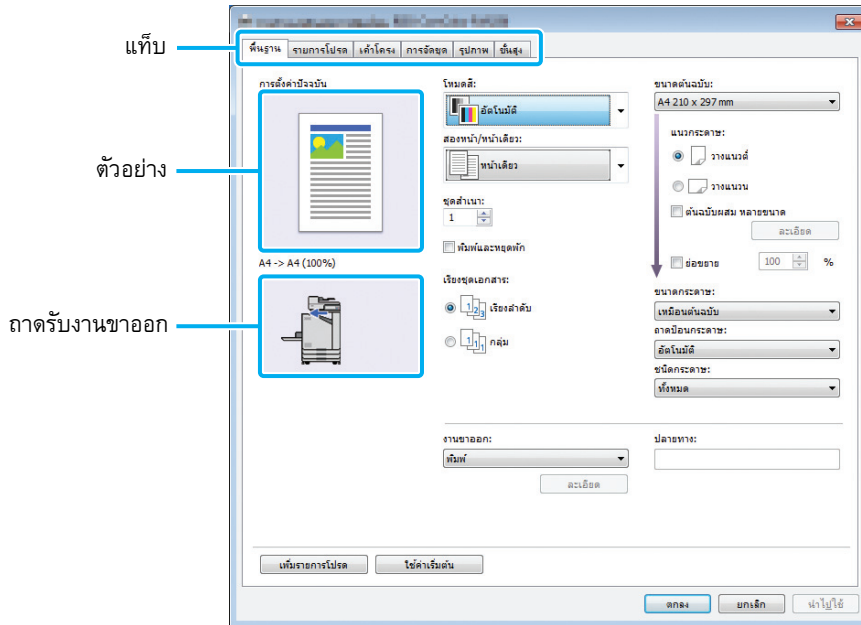 แท็บ
ตัวอย่าง
ถาดรับงานขาออก
พื้นฐาน รายการโปรด เค้าโครง การจัดชุด รูปภาพ ขั้นสูง
การตั้งค่าปัจจุบัน
A4 -> A4 (100%)
โหมดสี:
อัตโนมัติ
สองหน้า/หน้าเดียว:
หน้าเดียว
ชุดสำเนา:
1
พิมพ์และหยุดพัก
เรียงชุดเอกสาร:
เรียงลำดับ
กลุ่ม
ขนาดต้นฉบับ:
A4 210 x 297 mm
แนวกระดาษ:
วางแนวตั้
วางแนวน
ต้นฉบับผสม หลายขนาด
ละเอียด
ย่อขยาย 100 %
ขนาดกระดาษ:
เหมือนต้นฉบับ
ถาดป้อนกระดาษ:
อัตโนมัติ
ชนิดกระดาษ:
ทั้งหมด
งานขาออก:
พิมพ์
ละเอียด
ปลายทาง:
เพิ่มรายการโปรด ใช้ค่าเริ่มต้น
ตกลง ยกเลิก นำไปใช้